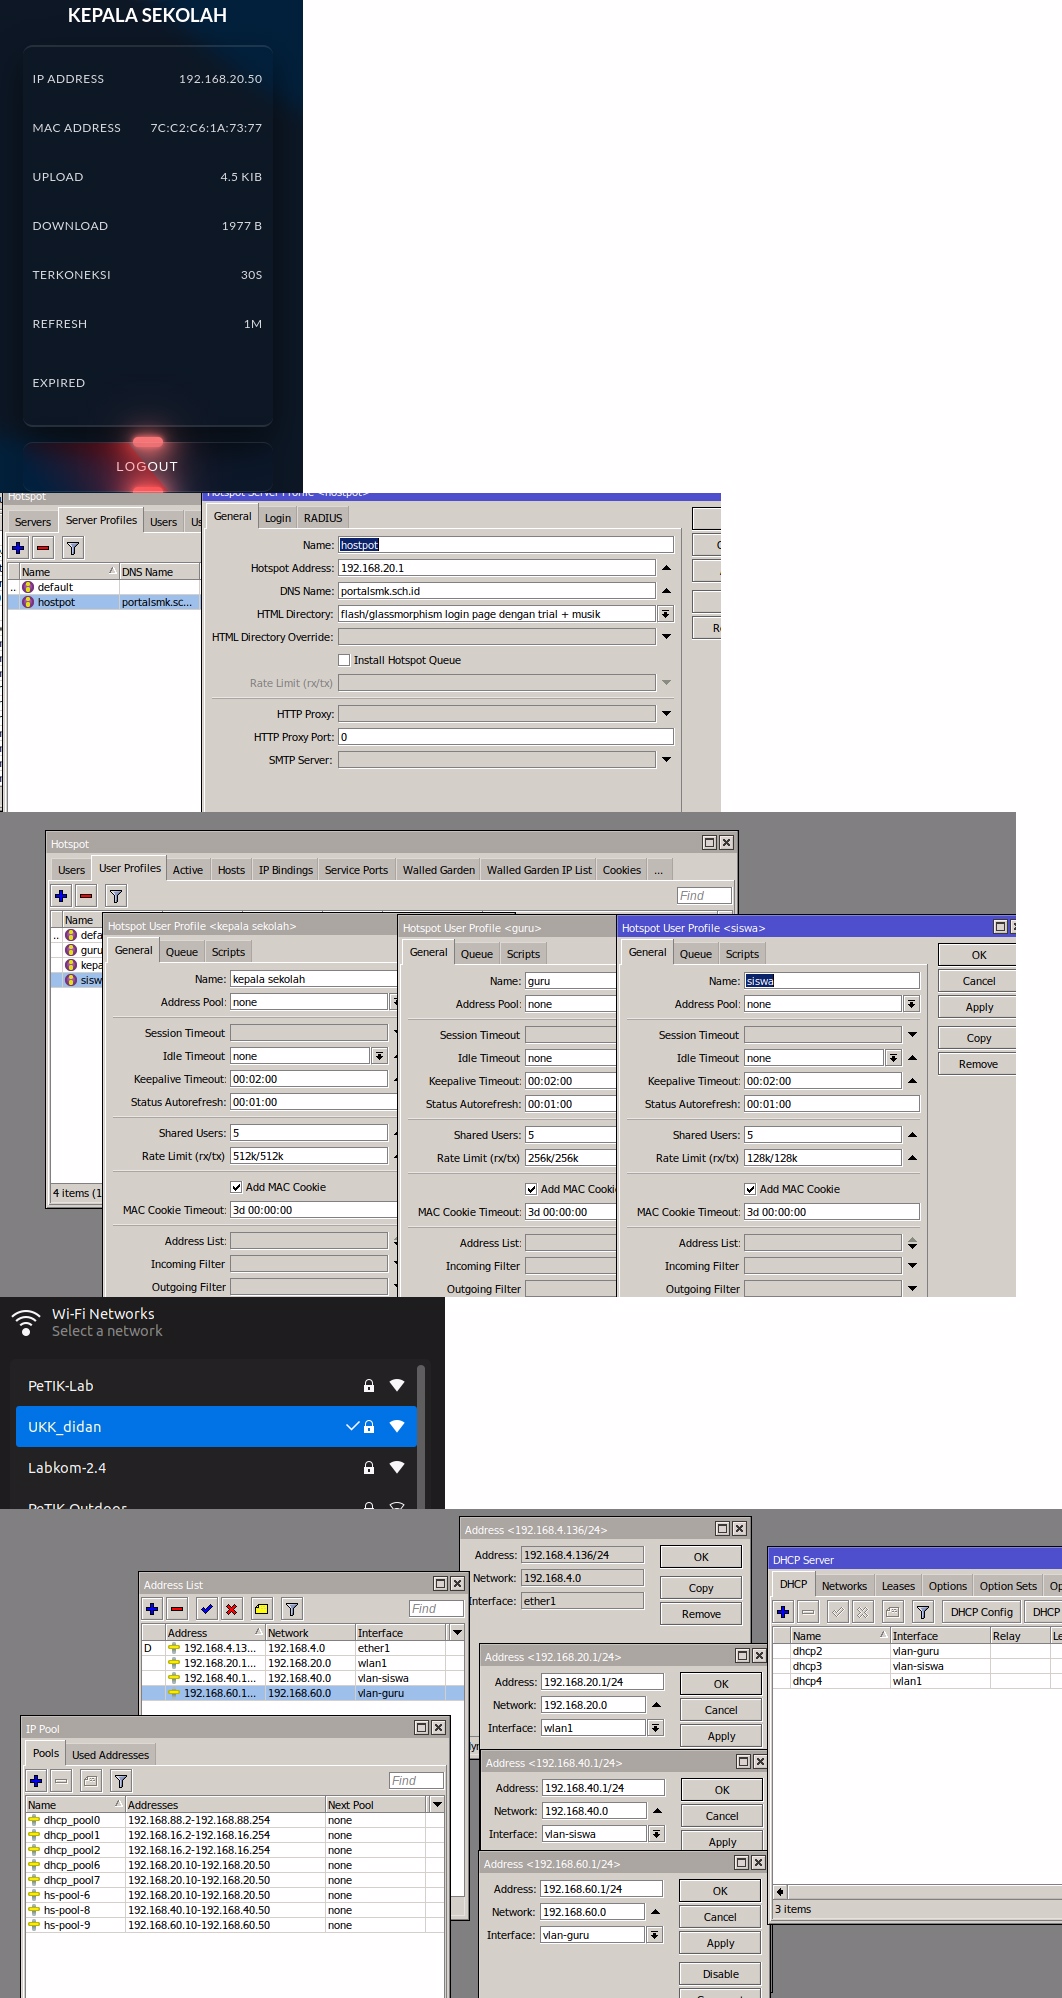 KEPALA SEKOLAH
IP ADDRESS 192.168.20.50
MAC ADDRESS 7C:C2:C6:1A:73:77
UPLOAD 4.5 KIB
DOWNLOAD 1977 B
TERKONEKSI 30S
REFRESH 1M
EXPIRED
LOGOUT
Hotspot
Servers Server Profiles Users Us
Name DNS Name
.. default
hostpot portalsmk.sc...
Hotspot Server Profile <hostpot>
General Login RADIUS
Name: hostpot
Hotspot Address: 192.168.20.1
DNS Name: portalsmk.sch.id
HTML Directory: flash/glassmorphism login page dengan trial + musik
HTML Directory Override:
Install Hotspot Queue
Rate Limit (rx/tx)
HTTP Proxy:
HTTP Proxy Port: 0
SMTP Server:
Hotspot
Users User Profiles Active Hosts IP Bindings Service Ports Walled Garden Walled Garden IP List Cookies ...
Find
Name
.. defa
guru
kepa
sisw
4 items (1
Hotspot User Profile <kepala sekolah>
General Queue Scripts
Name: kepala sekolah
Address Pool: none
Session Timeout
Idle Timeout none
Keepalive Timeout: 00:02:00
Status Autorefresh: 00:01:00
Shared Users: 5
Rate Limit (rx/tx) 512k/512k
Add MAC Cookie
MAC Cookie Timeout: 3d 00:00:00
Address List:
Incoming Filter
Outgoing Filter
Hotspot User Profile <guru>
General Queue Scripts
Name: guru
Address Pool: none
Session Timeout
Idle Timeout none
Keepalive Timeout: 00:02:00
Status Autorefresh: 00:01:00
Shared Users: 5
Rate Limit (rx/tx) 256k/256k
Add MAC Cooki
MAC Cookie Timeout: 3d 00:00:00
Address List:
Incoming Filter
Outgoing Filter
Hotspot User Profile <siswa>
General Queue Scripts
Name: siswa
Address Pool: none
Session Timeout
Idle Timeout none
Keepalive Timeout: 00:02:00
Status Autorefresh: 00:01:00
Shared Users: 5
Rate Limit (rx/tx) 128k/128k
Add MAC Cookie
MAC Cookie Timeout: 3d 00:00:00
Address List:
Incoming Filter
Outgoing Filter
OK
Cancel
Apply
Copy
Remove
Wi-Fi Networks
Select a network
PeTIK-Lab
UKK_didan
Labkom-2.4
PeTIK Outdoor
Address <192.168.4.136/24>
Address: 192.168.4.136/24
Network: 192.168.4.0
Interface: ether1
OK
Copy
Remove
Address List
Find
Address Network Interface
D 192.168.4.13... 192.168.4.0 ether1
192.168.20.1... 192.168.20.0 wlan1
192.168.40.1... 192.168.40.0 vlan-siswa
192.168.60.1... 192.168.60.0 vlan-guru
DHCP Server
DHCP Networks Leases Options Option Sets Op
DHCP Config DHCP
Name Interface Relay Le
dhcp2 vlan-guru
dhcp3 vlan-siswa
dhcp4 wlan1
3 items
Address <192.168.20.1/24>
Address: 192.168.20.1/24
Network: 192.168.20.0
Interface: wlan1
OK
Cancel
Apply
Address <192.168.40.1/24>
Address: 192.168.40.1/24
Network: 192.168.40.0
Interface: vlan-siswa
OK
Cancel
Apply
Address <192.168.60.1/24>
Address: 192.168.60.1/24
Network: 192.168.60.0
Interface: vlan-guru
OK
Cancel
Apply
Disable
IP Pool
Pools Used Addresses
Find
Name Addresses Next Pool
dhcp_pool0 192.168.88.2-192.168.88.254 none
dhcp_pool1 192.168.16.2-192.168.16.254 none
dhcp_pool2 192.168.16.2-192.168.16.254 none
dhcp_pool6 192.168.20.10-192.168.20.50 none
dhcp_pool7 192.168.20.10-192.168.20.50 none
hs-pool-6 192.168.20.10-192.168.20.50 none
hs-pool-8 192.168.40.10-192.168.40.50 none
hs-pool-9 192.168.60.10-192.168.60.50 none